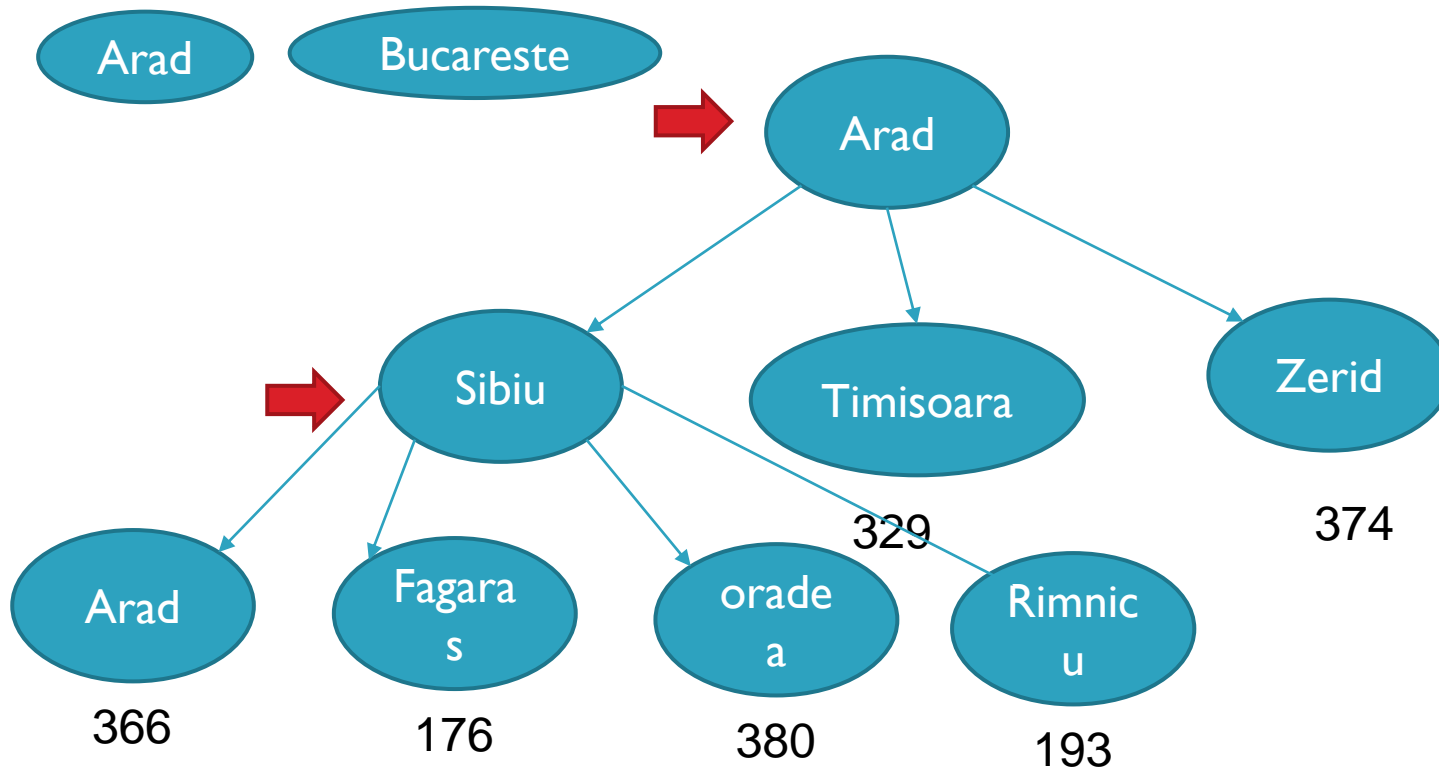 Arad
Bucareste
Arad
Sibiu
Timisoara
Zerid
329
374
Arad
Fagara
s
orade
a
Rimnic
u
366
176
380
193